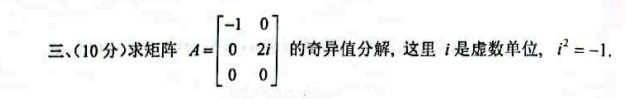 三、(10分)求矩阵 A=[-1 0; 0 2i; 0 0] 的奇异值分解, 这里 i 是虚数单位, i²=-1.